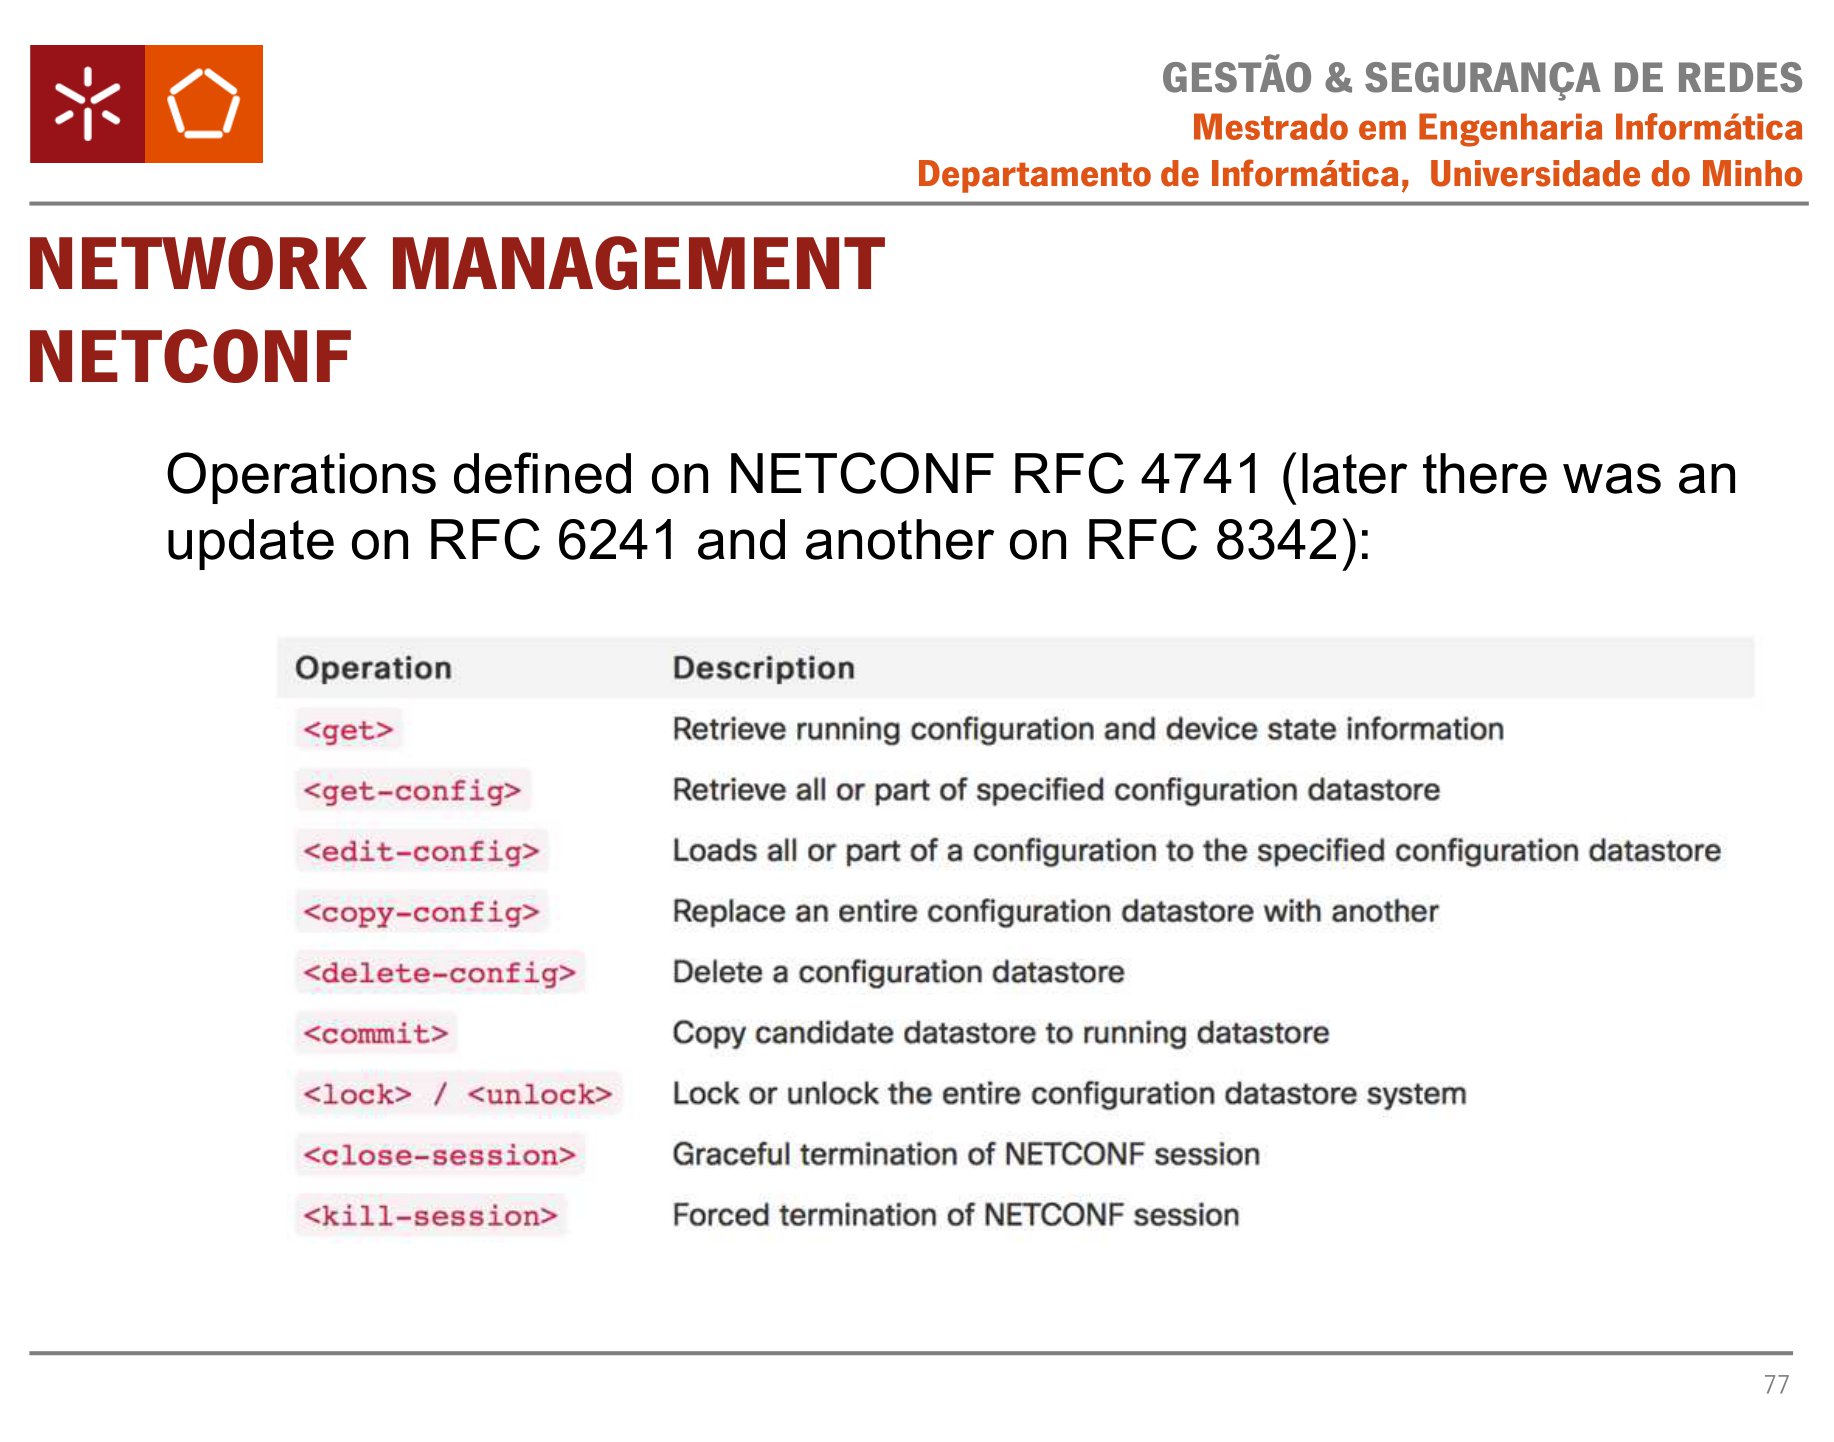 GESTÃO & SEGURANÇA DE REDES
Mestrado em Engenharia Informática
Departamento de Informática, Universidade do Minho
NETWORK MANAGEMENT
NETCONF
Operations defined on NETCONF RFC 4741 (later there was an
update on RFC 6241 and another on RFC 8342):
Operation Description
<get> Retrieve running configuration and device state information
<get-config> Retrieve all or part of specified configuration datastore
<edit-config> Loads all or part of a configuration to the specified configuration datastore
<copy-config> Replace an entire configuration datastore with another
<delete-config> Delete a configuration datastore
<commit> Copy candidate datastore to running datastore
<lock> / <unlock> Lock or unlock the entire configuration datastore system
<close-session> Graceful termination of NETCONF session
<kill-session> Forced termination of NETCONF session
77